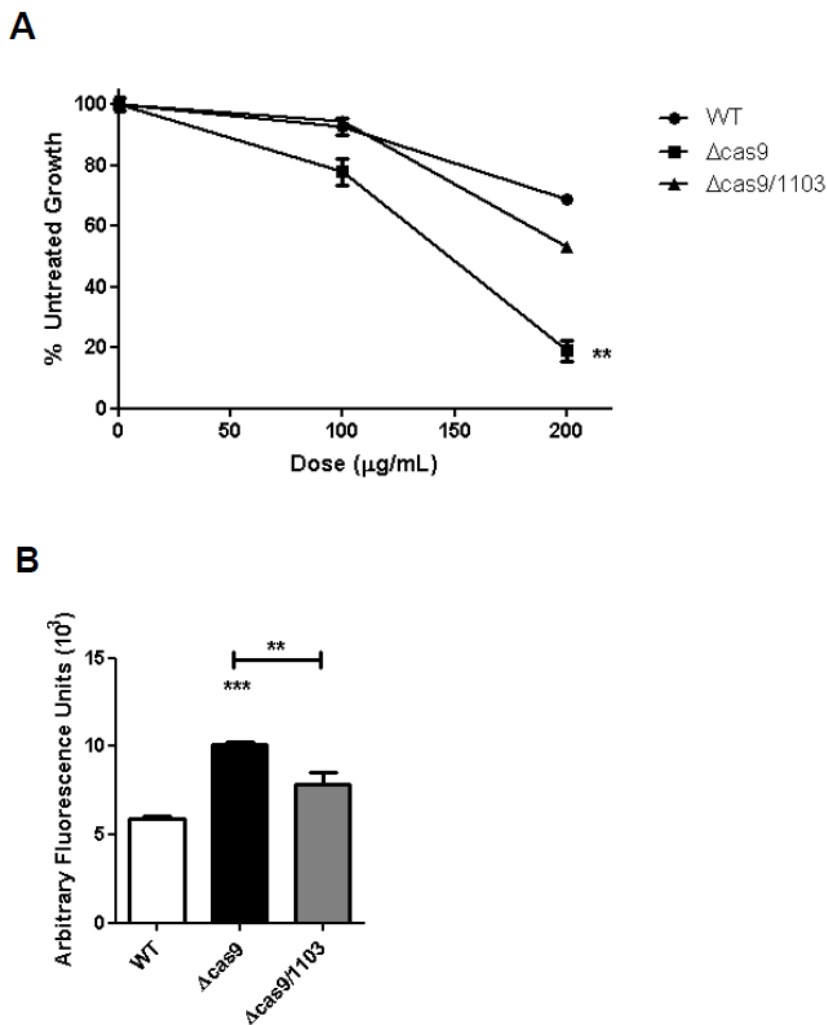 A
100
80
60
40
20
0
% Untreated Growth
0 50 100 150 200
Dose (μg/mL)
WT
Δcas9
Δcas9/1103
**
B
15
10
5
0
Arbitrary Fluorescence Units (10³)
**
***
WT
Δcas9
Δcas9/1103